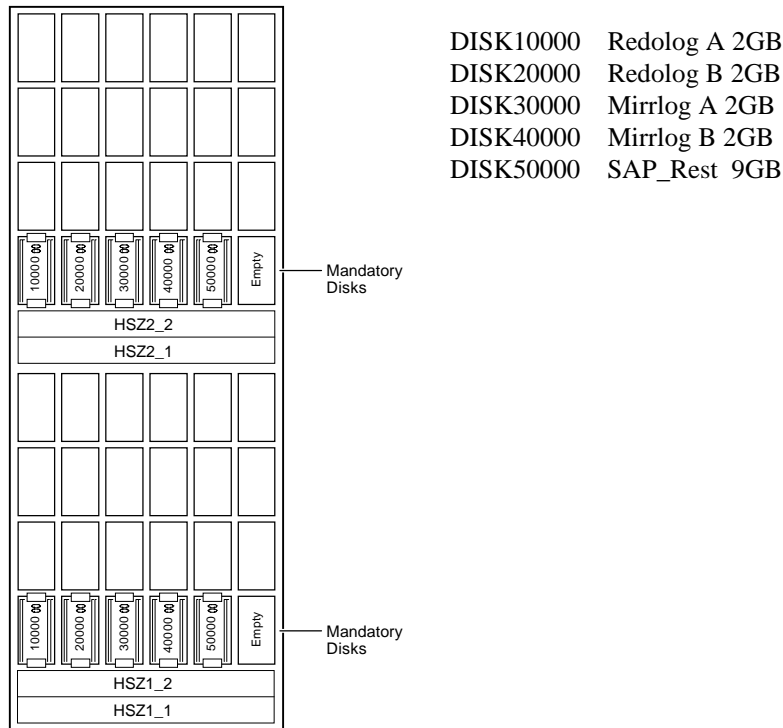 DISK10000 Redolog A 2GB
DISK20000 Redolog B 2GB
DISK30000 Mirrlog A 2GB
DISK40000 Mirrlog B 2GB
DISK50000 SAP_Rest 9GB
10000
20000
30000
40000
50000
Empty
Mandatory
Disks
HSZ2_2
HSZ2_1
10000
20000
30000
40000
50000
Empty
Mandatory
Disks
HSZ1_2
HSZ1_1